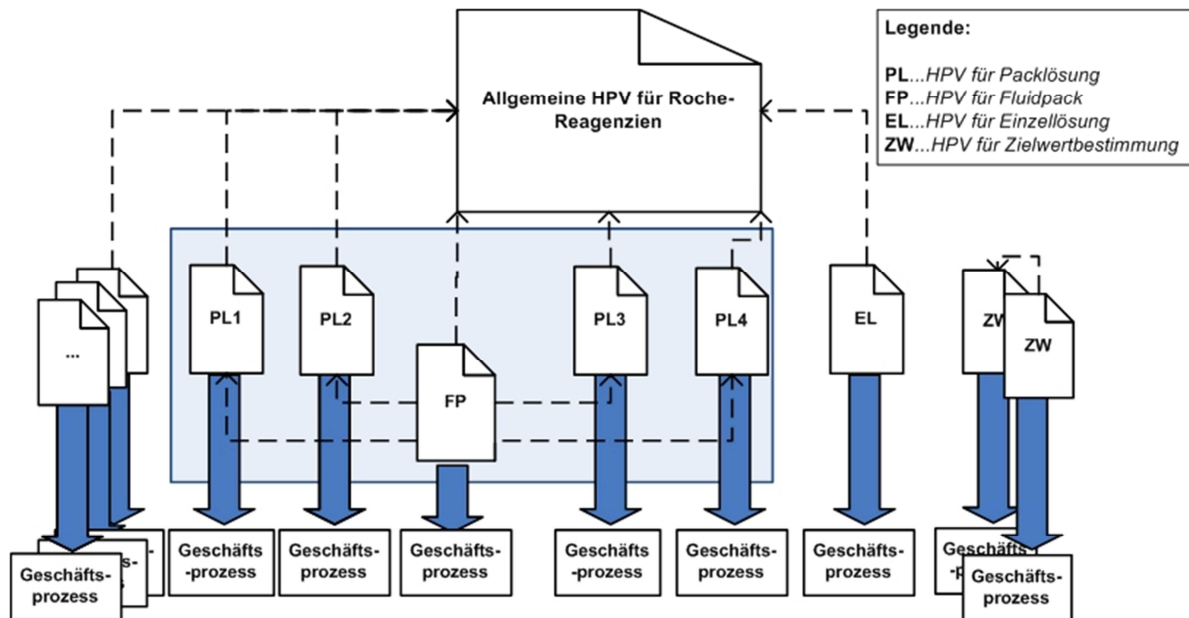 Allgemeine HPV für Roche-
Reagenzien
Legende:
PL...HPV für Packlösung
FP...HPV für Fluidpack
EL...HPV für Einzellösung
ZW...HPV für Zielwertbestimmung
...
PL1
PL2
FP
PL3
PL4
EL
ZW
ZW
Geschäfts-
prozess
Geschäfts
-prozess
Geschäfts-
prozess
Geschäfts-
prozess
Geschäfts
-prozess
Geschäfts-
prozess
Geschäfts-
prozess
Geschäfts-
Geschäfts-
prozess